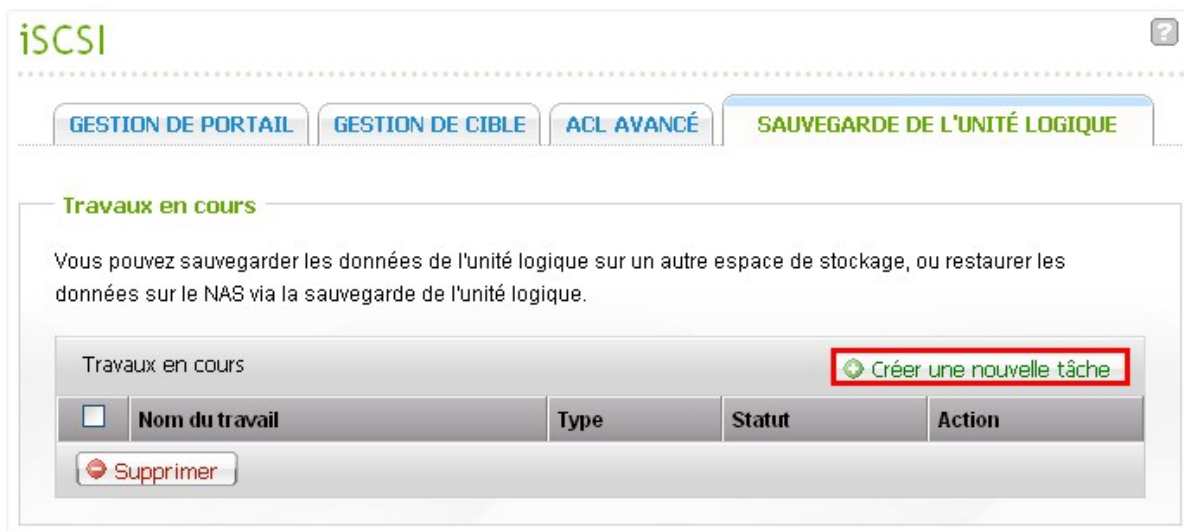 iSCSI
?
GESTION DE PORTAIL
GESTION DE CIBLE
ACL AVANCÉ
SAUVEGARDE DE L'UNITÉ LOGIQUE
Travaux en cours
Vous pouvez sauvegarder les données de l'unité logique sur un autre espace de stockage, ou restaurer les
données sur le NAS via la sauvegarde de l'unité logique.
Travaux en cours
Créer une nouvelle tâche
Nom du travail
Type
Statut
Action
Supprimer